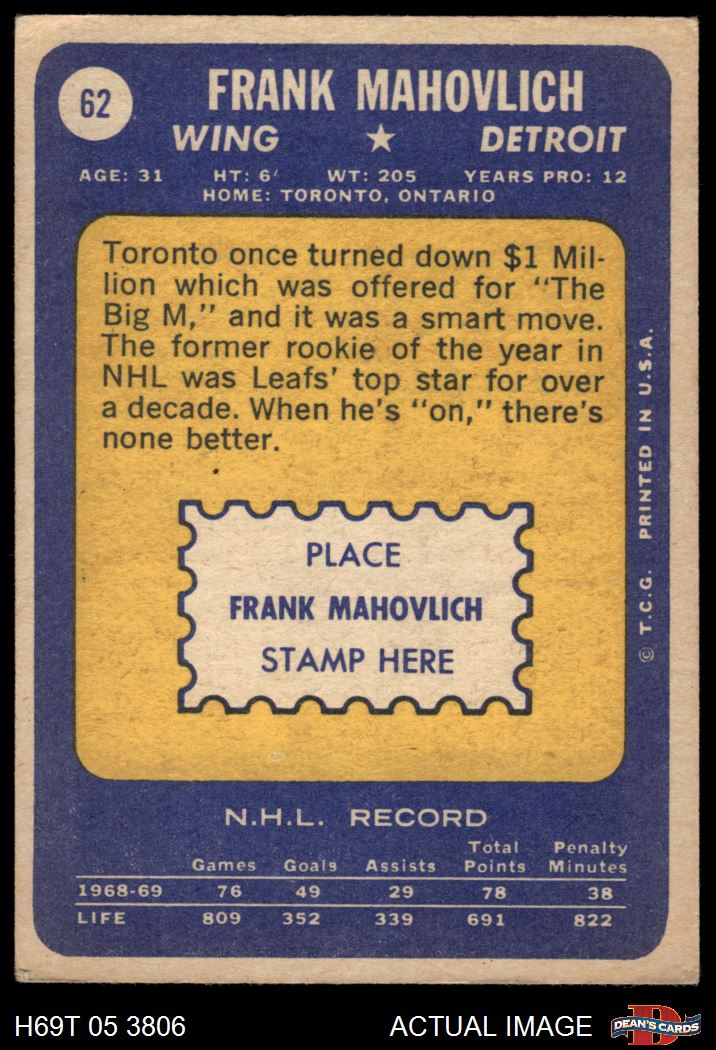 62
FRANK MAHOVLICH
WING ★ DETROIT
AGE: 31 HT: 6' WT: 205 YEARS PRO: 12
HOME: TORONTO, ONTARIO
Toronto once turned down $1 Mil-
lion which was offered for "The
Big M," and it was a smart move.
The former rookie of the year in
NHL was Leafs' top star for over
a decade. When he's "on," there's
none better.
PLACE
FRANK MAHOVLICH
STAMP HERE
© T.C.G. PRINTED IN U.S.A.
N.H.L. RECORD
Games Goals Assists Total Points Penalty Minutes
1968-69 76 49 29 78 38
LIFE 809 352 339 691 822
H69T 05 3806 ACTUAL IMAGE DEAN'S CARDS